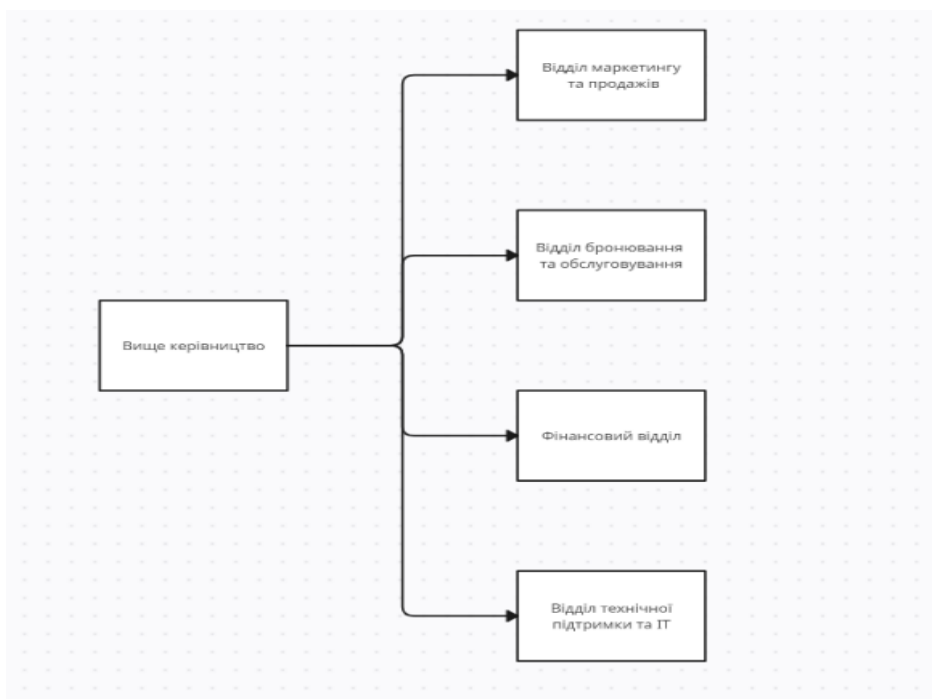 Відділ маркетингу
та продажів
Відділ бронювання
та обслуговування
Вище керівництво
Фінансовий відділ
Відділ технічної
підтримки та ІТ